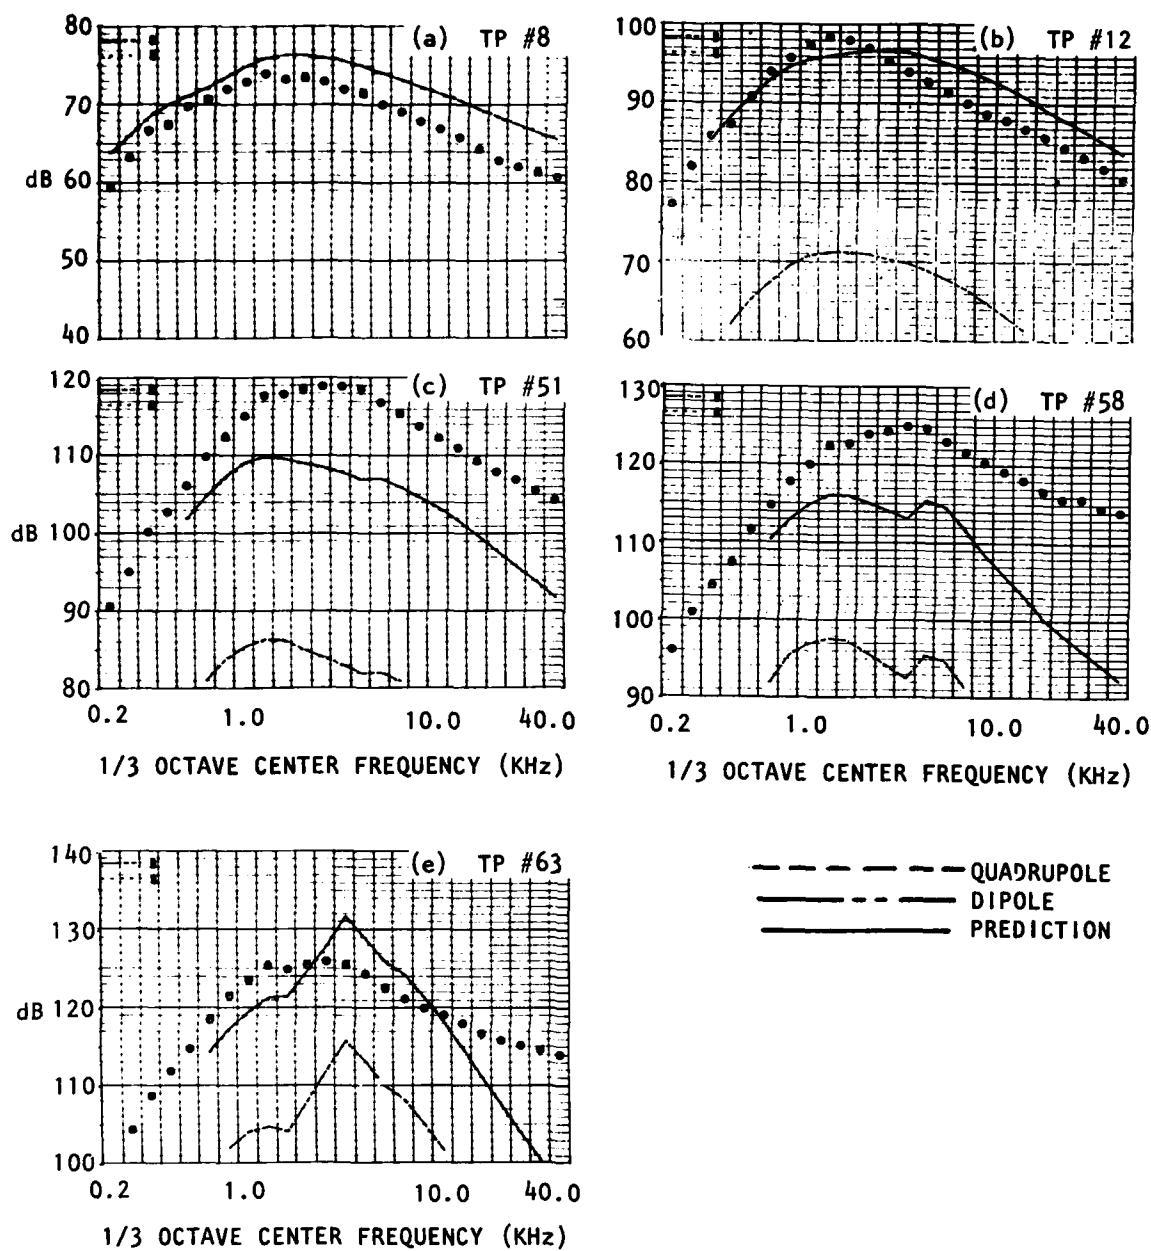 (a) TP #8
80
70
dB 60
50
40
(b) TP #12
100
90
80
70
60
(c) TP #51
120
110
dB 100
90
80
0.2 1.0 10.0 40.0
1/3 OCTAVE CENTER FREQUENCY (KHz)
(d) TP #58
130
120
110
100
90
0.2 1.0 10.0 40.0
1/3 OCTAVE CENTER FREQUENCY (KHz)
(e) TP #63
140
130
dB 120
110
100
0.2 1.0 10.0 40.0
1/3 OCTAVE CENTER FREQUENCY (KHz)
QUADRUPOLE
DIPOLE
PREDICTION